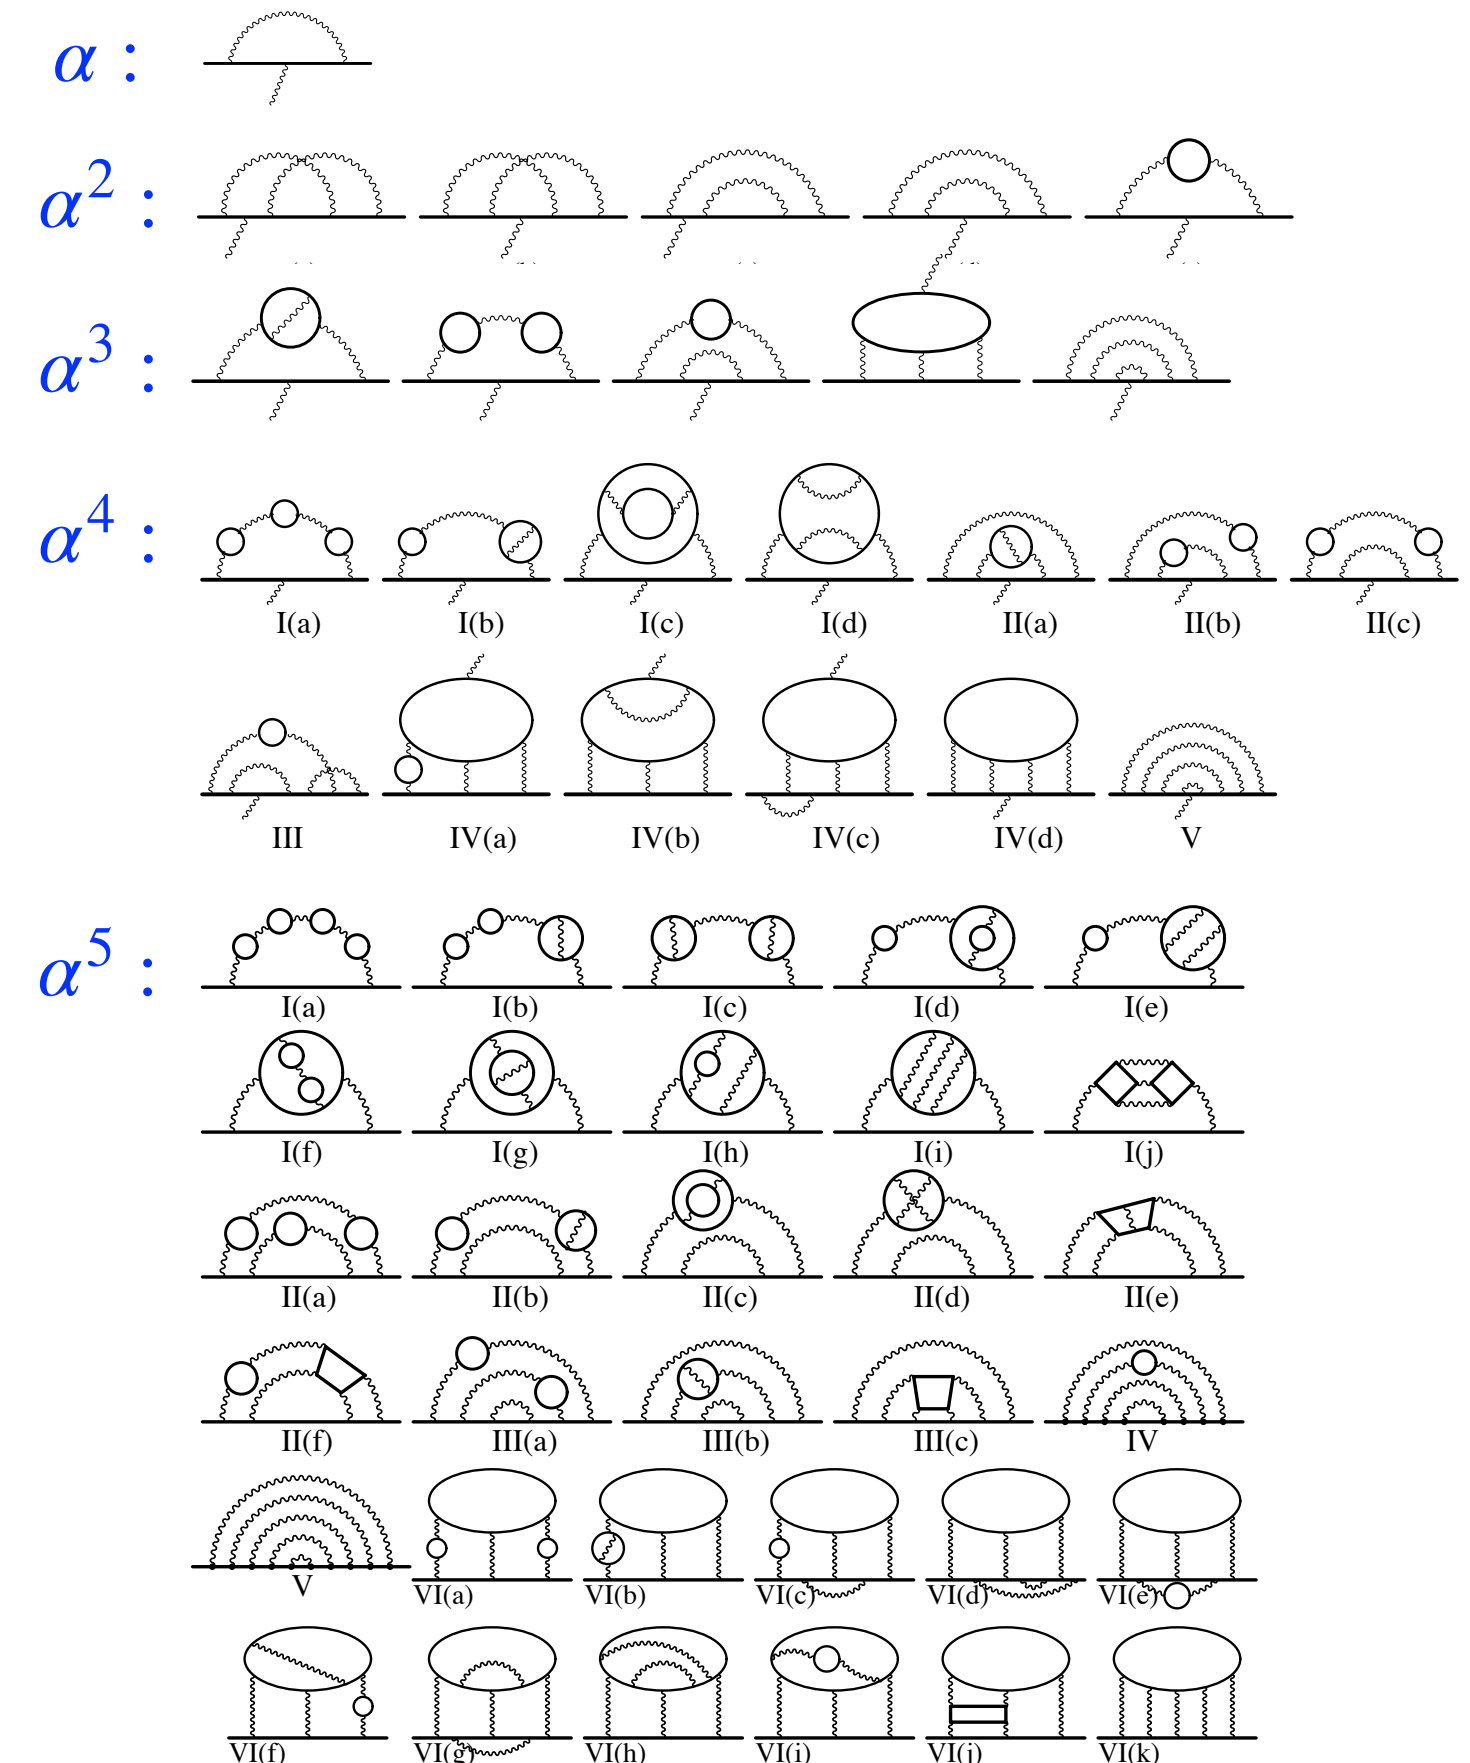 α :
α² :
α³ :
α⁴ :
I(a) I(b) I(c) I(d) II(a) II(b) II(c)
III IV(a) IV(b) IV(c) IV(d) V
α⁵ :
I(a) I(b) I(c) I(d) I(e)
I(f) I(g) I(h) I(i) I(j)
II(a) II(b) II(c) II(d) II(e)
II(f) III(a) III(b) III(c) IV
V VI(a) VI(b) VI(c) VI(d) VI(e)
VI(f) VI(g) VI(h) VI(i) VI(j) VI(k)